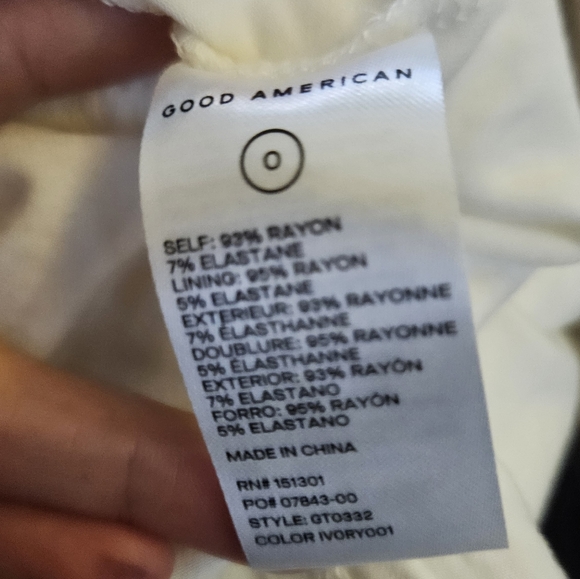 GOOD AMERICAN
0
SELF: 93% RAYON
7% ELASTANE
LINING: 95% RAYON
5% ELASTANE
EXTERIEUR: 93% RAYONNE
7% ÉLASTHANNE
DOUBLURE: 95% RAYONNE
5% ÉLASTHANNE
EXTERIOR: 93% RAYÓN
7% ELASTANO
FORRO: 95% RAYÓN
5% ELASTANO
MADE IN CHINA
RN# 151301
PO# 07843-00
STYLE: GT0332
COLOR IVORY001